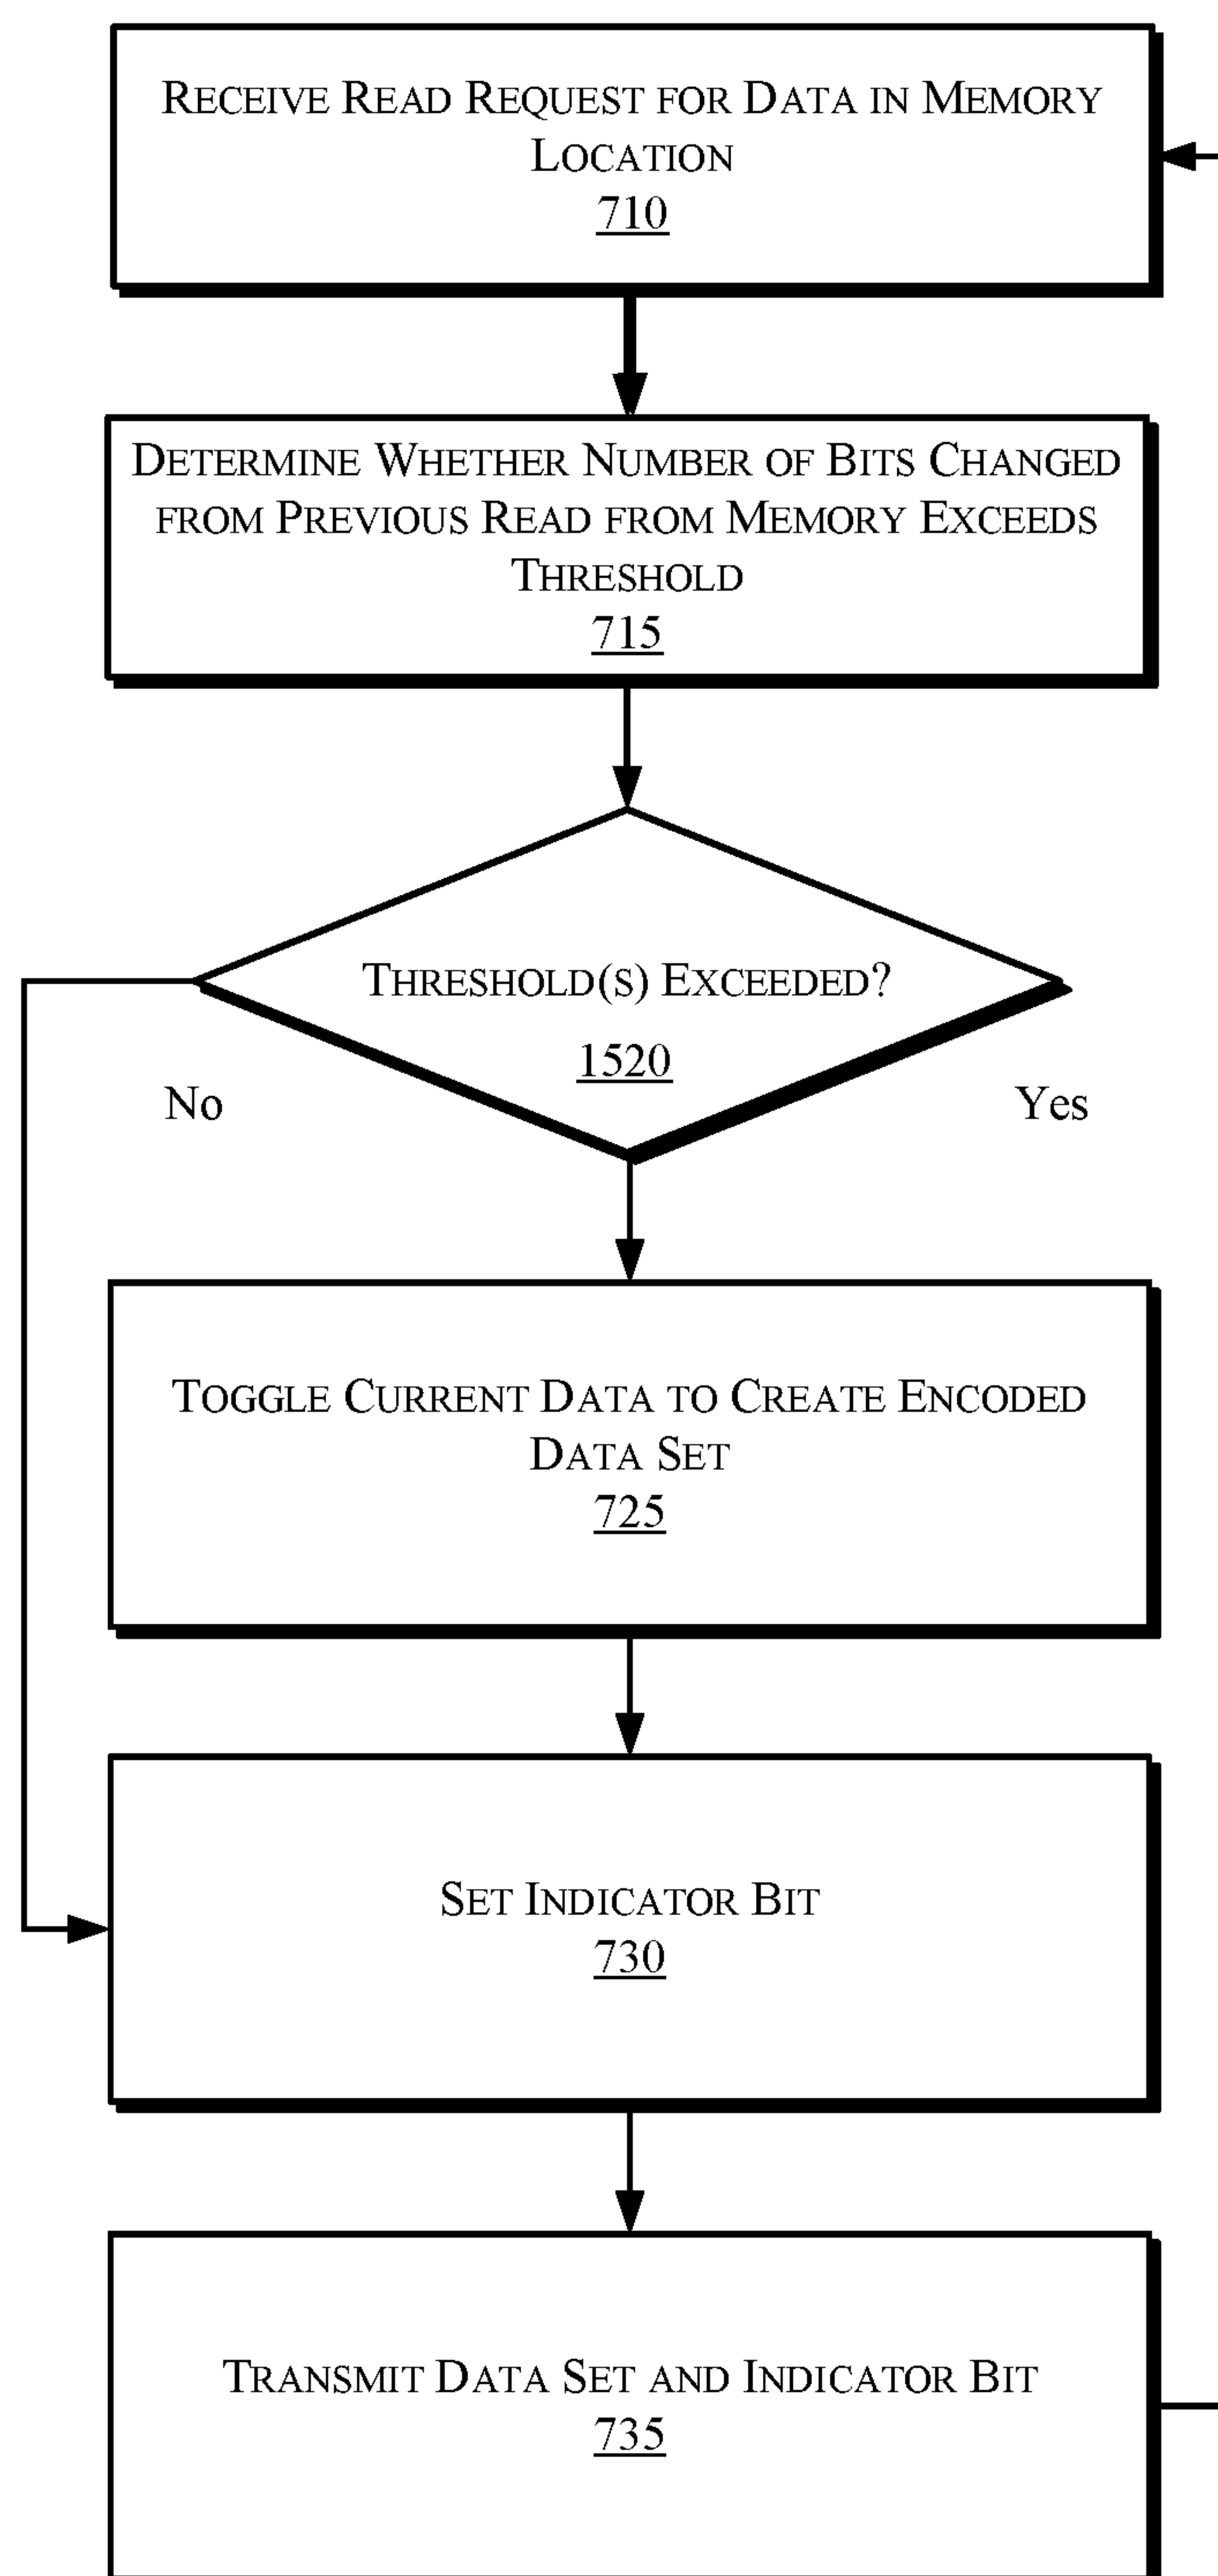 RECEIVE READ REQUEST FOR DATA IN MEMORY
LOCATION
710
DETERMINE WHETHER NUMBER OF BITS CHANGED
FROM PREVIOUS READ FROM MEMORY EXCEEDS
THRESHOLD
715
THRESHOLD(S) EXCEEDED?
1520
No
Yes
TOGGLE CURRENT DATA TO CREATE ENCODED
DATA SET
725
SET INDICATOR BIT
730
TRANSMIT DATA SET AND INDICATOR BIT
735